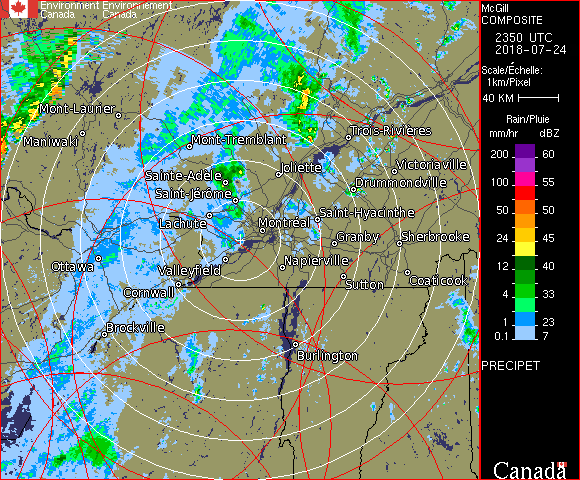 Environment Environnement
Canada Canada
McGill
COMPOSITE
2350 UTC
2018-07-24
Scale/Échelle:
1km/Pixel
40 KM
Rain/Pluie
mm/hr dBZ
200 60
100 55
50 50
24 45
12 40
4 33
1 23
0.1 7
PRECIPET
Canada
Mont-Laurier
Maniwaki
Mont-Tremblant
Trois-Rivières
Joliette
Victoriaville
Sainte-Adèle
Drummondville
Saint-Jérôme
Lachute
Saint-Hyacinthe
Montréal
Granby
Sherbrooke
Ottawa
Valleyfield
Napierville
Cornwall
Sutton
Coaticook
Brockville
Burlington